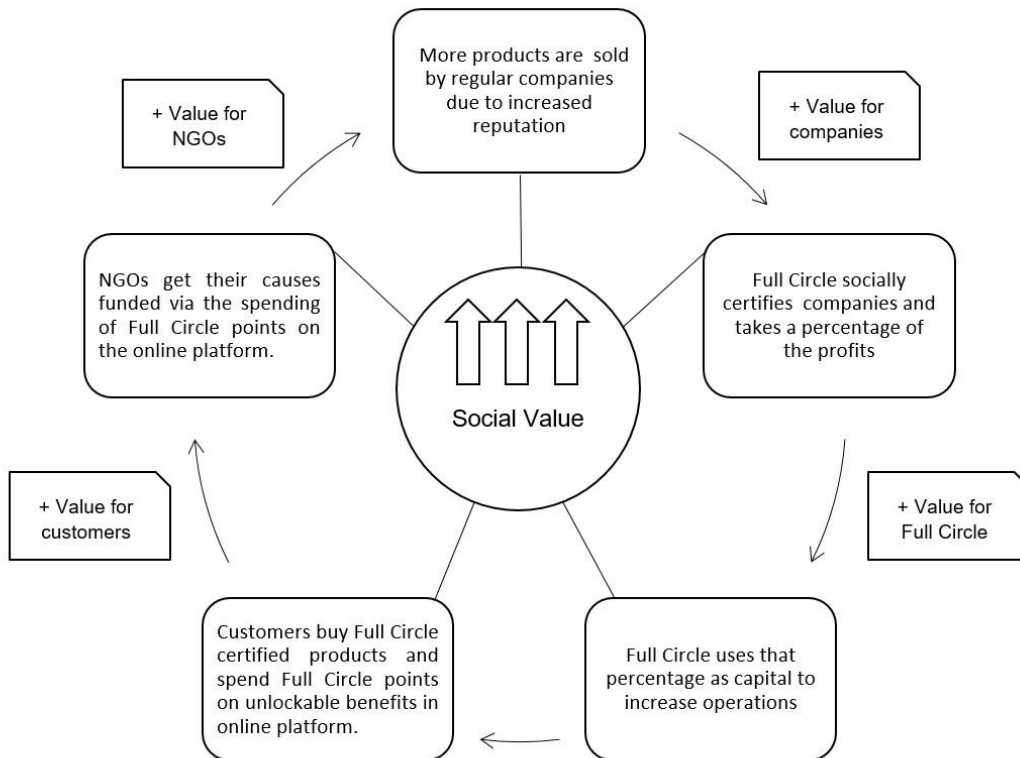 More products are sold
by regular companies
due to increased
reputation
+ Value for
NGOs
+ Value for
companies
NGOs get their causes
funded via the spending
of Full Circle points on
the online platform.
Full Circle socially
certifies companies and
takes a percentage of
the profits
Social Value
+ Value for
customers
+ Value for
Full Circle
Customers buy Full Circle
certified products and
spend Full Circle points
on unlockable benefits in
online platform.
Full Circle uses that
percentage as capital to
increase operations